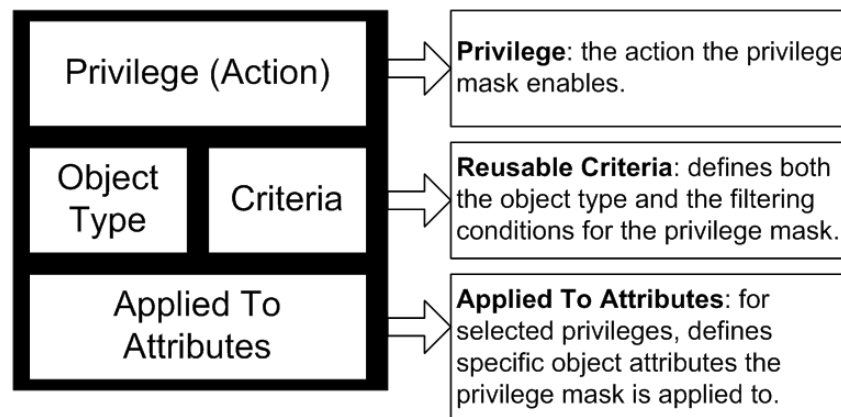 Privilege (Action)
Privilege: the action the privilege
mask enables.
Object
Type
Criteria
Reusable Criteria: defines both
the object type and the filtering
conditions for the privilege mask.
Applied To
Attributes
Applied To Attributes: for
selected privileges, defines
specific object attributes the
privilege mask is applied to.